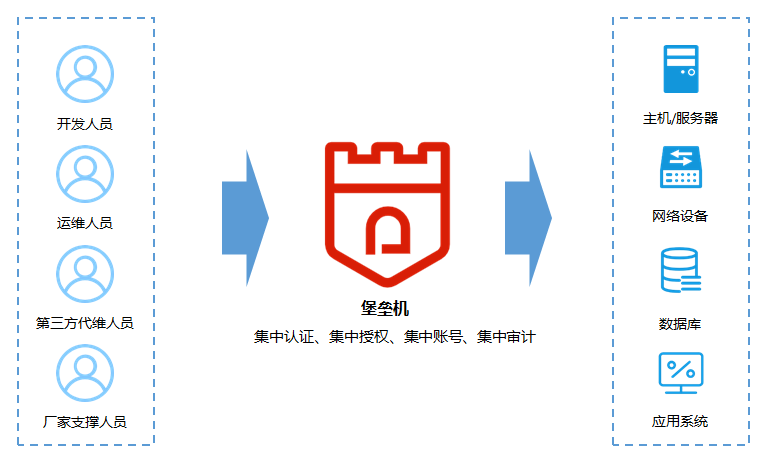 开发人员
运维人员
第三方代维人员
厂家支撑人员
堡垒机
集中认证、集中授权、集中账号、集中审计
主机/服务器
网络设备
数据库
应用系统